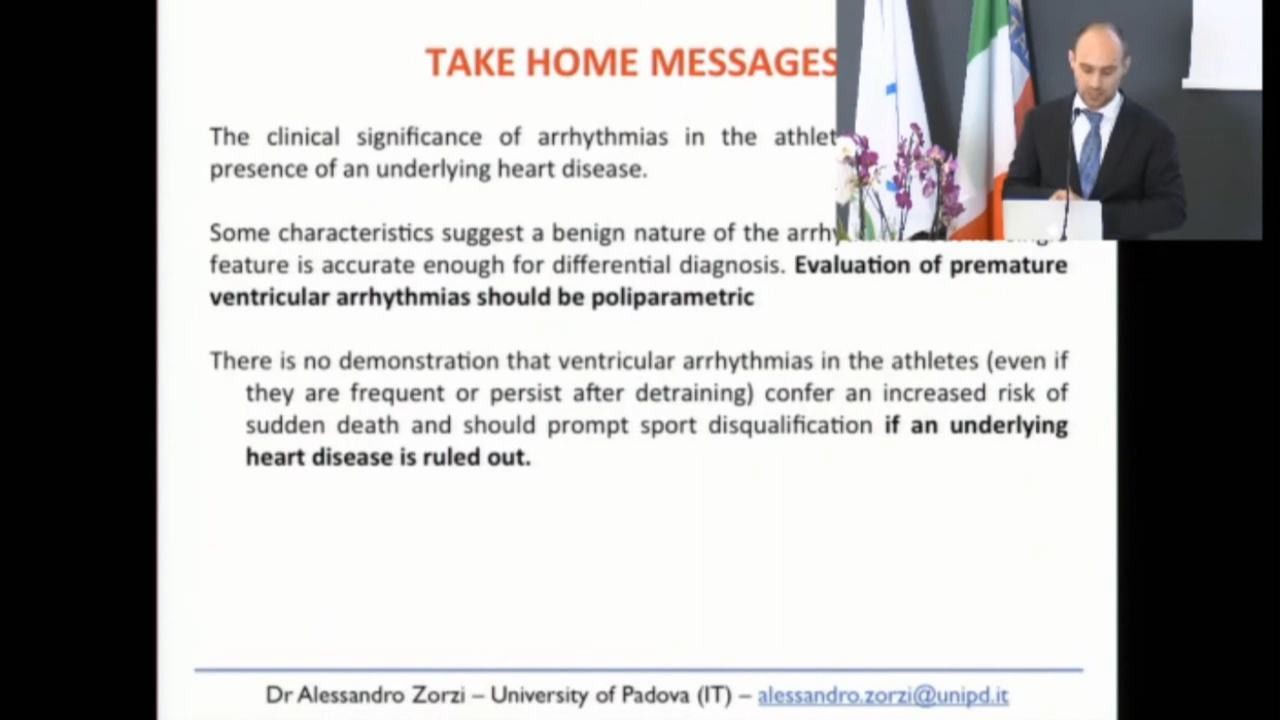 TAKE HOME MESSAGES
The clinical significance of arrhythmias in the
presence of an underlying heart disease.
Some characteristics suggest a benign nature of the
feature is accurate enough for differential diagnosis. Evaluation of premature
ventricular arrhythmias should be poliparametric
There is no demonstration that ventricular arrhythmias in the athletes (even if
they are frequent or persist after detraining) confer an increased risk of
sudden death and should prompt sport disqualification if an underlying
heart disease is ruled out.
Dr Alessandro Zorzi – University of Padova (IT) – alessandro.zorzi@unipd.it